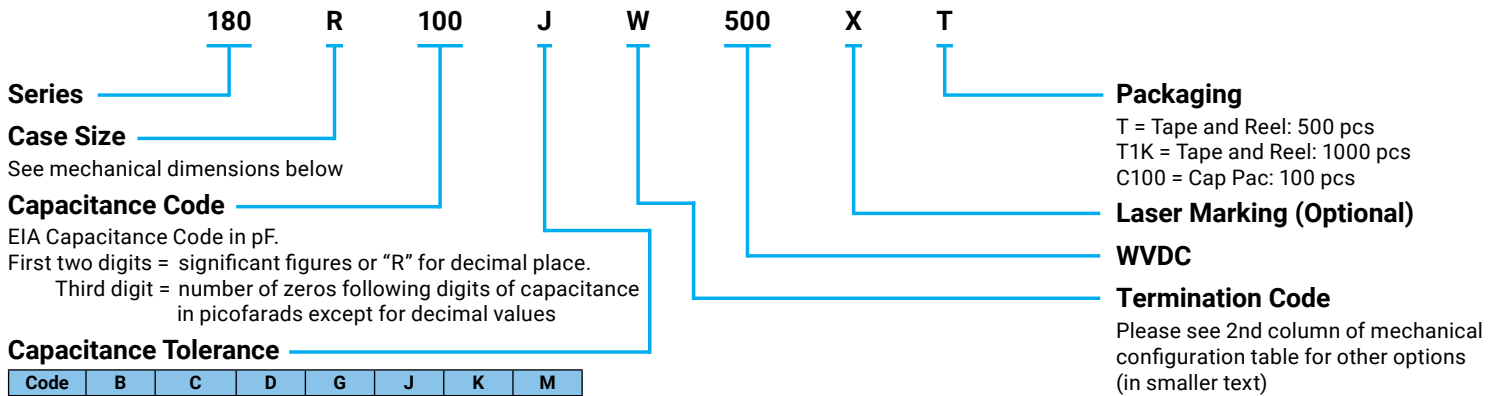 180 R 100 J W 500 X T
Series
Case Size
See mechanical dimensions below
Capacitance Code
EIA Capacitance Code in pF.
First two digits = significant figures or “R” for decimal place.
Third digit = number of zeros following digits of capacitance
in picofarads except for decimal values
Capacitance Tolerance
Code B C D G J K M
Packaging
T = Tape and Reel: 500 pcs
T1K = Tape and Reel: 1000 pcs
C100 = Cap Pac: 100 pcs
Laser Marking (Optional)
WVDC
Termination Code
Please see 2nd column of mechanical
configuration table for other options
(in smaller text)